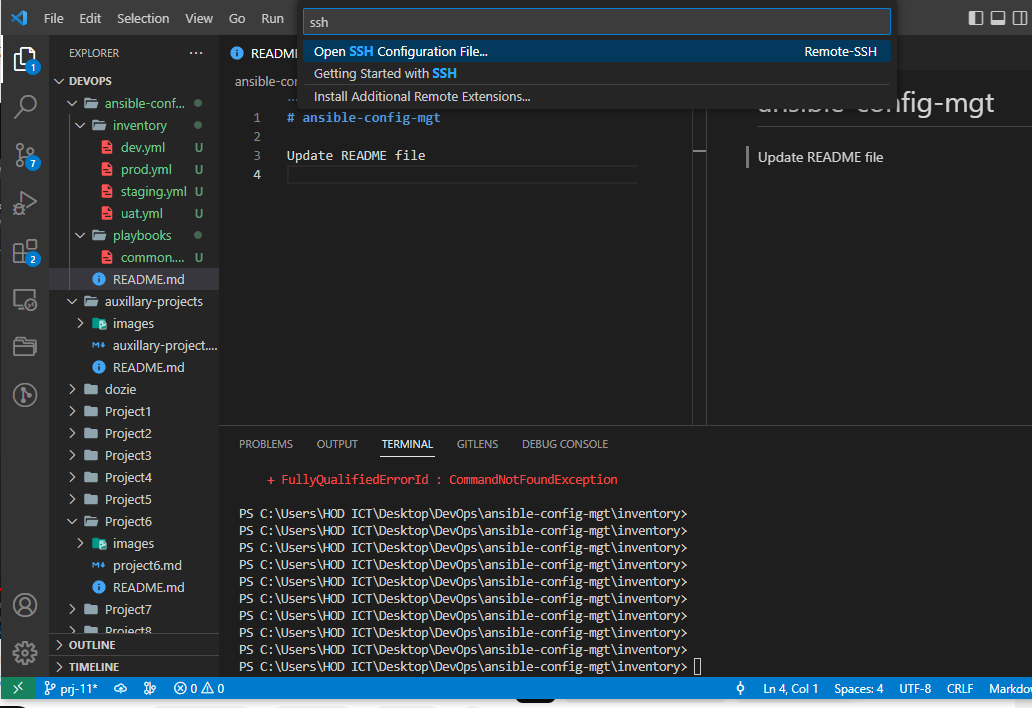 File Edit Selection View Go Run
ssh
Open SSH Configuration File... Remote-SSH
Getting Started with SSH
Install Additional Remote Extensions...
EXPLORER ...
DEVOPS
ansible-conf...
inventory
dev.yml U
prod.yml U
staging.yml U
uat.yml U
playbooks
common.... U
README.md
auxillary-projects
images
auxillary-project....
README.md
dozie
Project1
Project2
Project3
Project4
Project5
Project6
images
project6.md
README.md
Project7
Project8
OUTLINE
TIMELINE
1
7
2
README
ansible-con
...
1 # ansible-config-mgt
2
3 Update README file
4
ansible-config-mgt
Update README file
PROBLEMS OUTPUT TERMINAL GITLENS DEBUG CONSOLE
+ FullyQualifiedErrorId : CommandNotFoundException
PS C:\Users\HOD ICT\Desktop\DevOps\ansible-config-mgt\inventory>
PS C:\Users\HOD ICT\Desktop\DevOps\ansible-config-mgt\inventory>
PS C:\Users\HOD ICT\Desktop\DevOps\ansible-config-mgt\inventory>
PS C:\Users\HOD ICT\Desktop\DevOps\ansible-config-mgt\inventory>
PS C:\Users\HOD ICT\Desktop\DevOps\ansible-config-mgt\inventory>
PS C:\Users\HOD ICT\Desktop\DevOps\ansible-config-mgt\inventory>
PS C:\Users\HOD ICT\Desktop\DevOps\ansible-config-mgt\inventory>
PS C:\Users\HOD ICT\Desktop\DevOps\ansible-config-mgt\inventory>
PS C:\Users\HOD ICT\Desktop\DevOps\ansible-config-mgt\inventory>
PS C:\Users\HOD ICT\Desktop\DevOps\ansible-config-mgt\inventory>
prj-11* 0 0 Ln 4, Col 1 Spaces: 4 UTF-8 CRLF Markdow